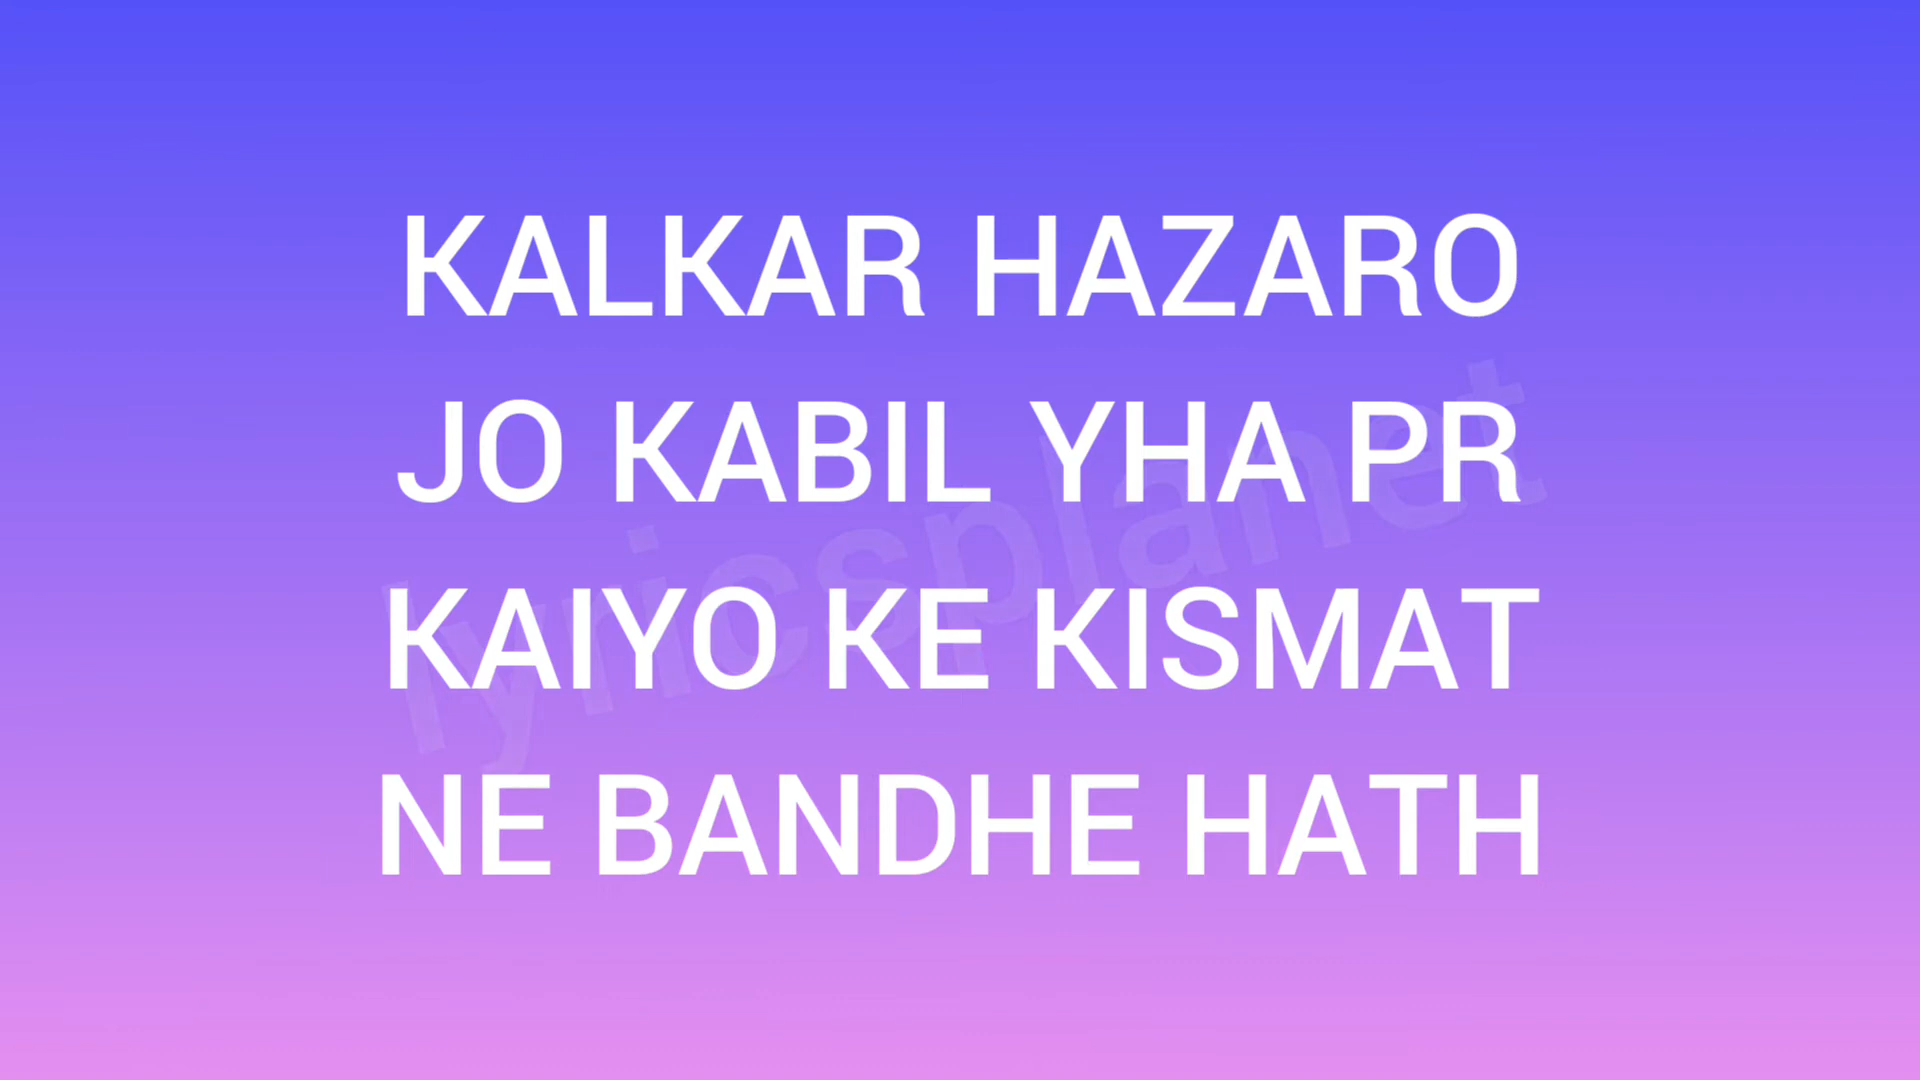 KALKAR HAZARO
JO KABIL YHA PR
KAIYO KE KISMAT
NE BANDHE HATH
lyricsplanet